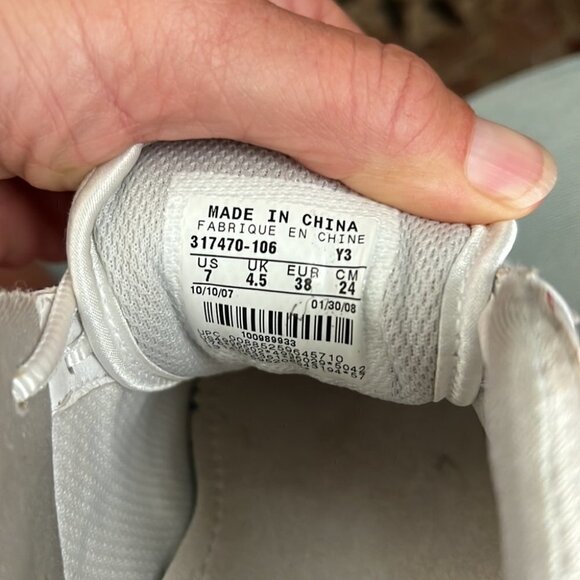 MADE IN CHINA
FABRIQUE EN CHINE
317470-106 Y3
US UK EUR CM
7 4.5 38 24
10/10/07 01/30/08
100989933
UPC